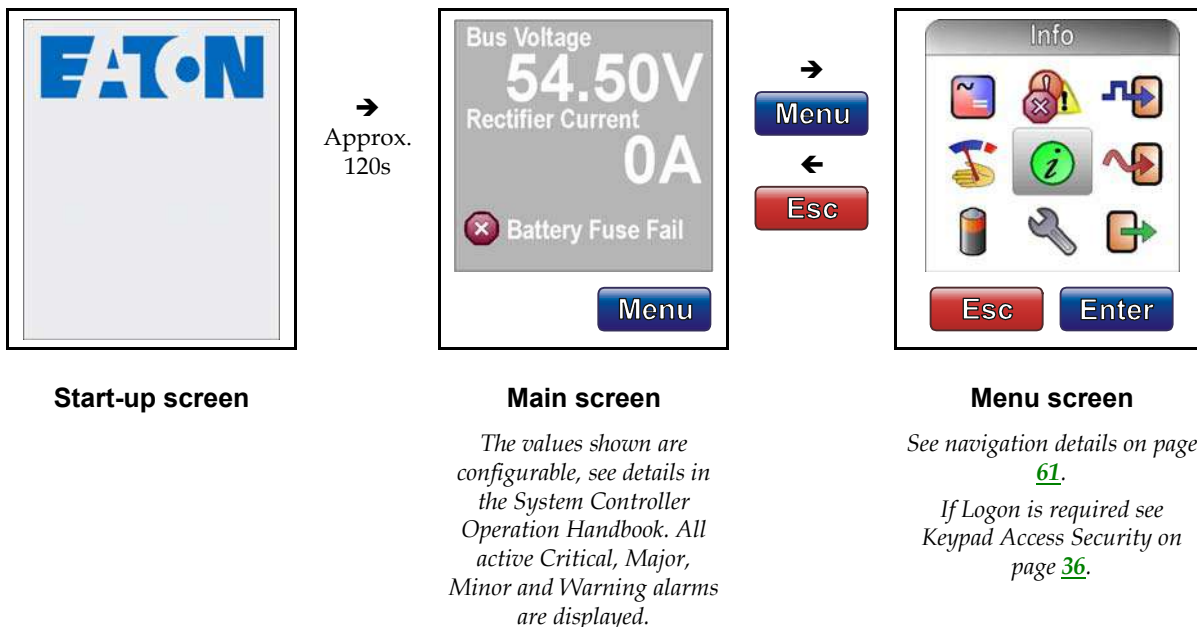 EATON
➔
Approx.
120s
Bus Voltage
54.50V
Rectifier Current
0A
Battery Fuse Fail
Menu
➔
Menu
←
Esc
Info
Esc
Enter
Start-up screen
Main screen
The values shown are
configurable, see details in
the System Controller
Operation Handbook. All
active Critical, Major,
Minor and Warning alarms
are displayed.
Menu screen
See navigation details on page
61.
If Logon is required see
Keypad Access Security on
page 36.